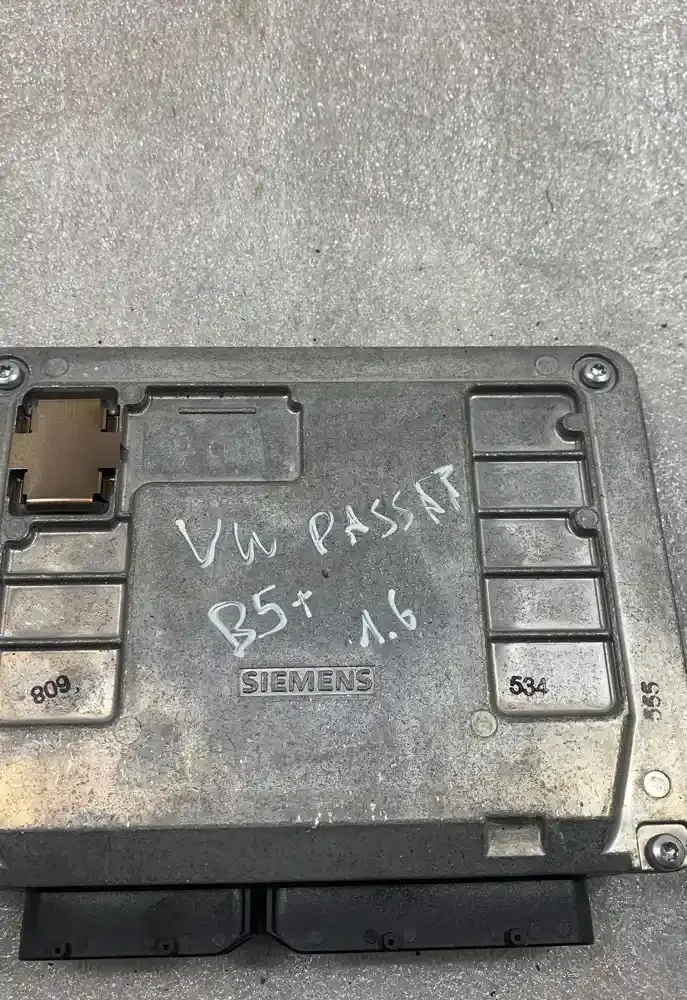 VW PASSAT
B5+ 1.6
SIEMENS
809
534
555